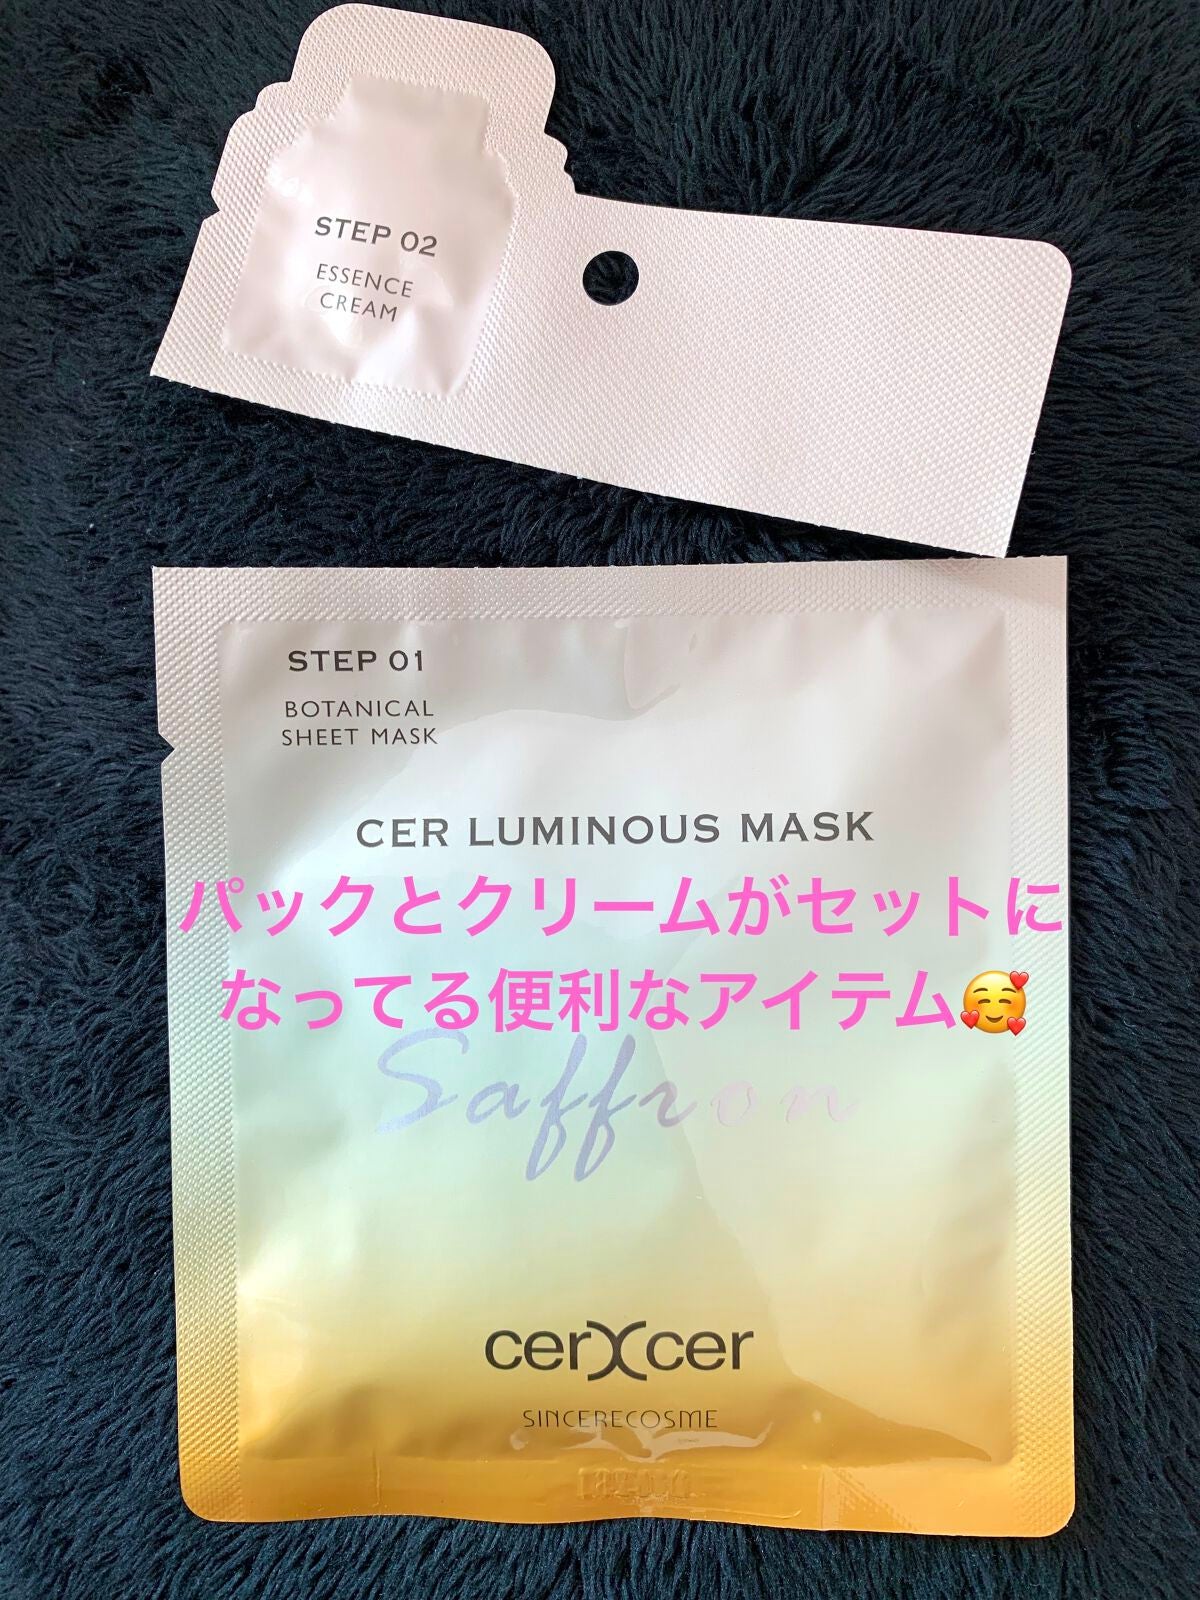 STEP 02
ESSENCE
CREAM
STEP 01
BOTANICAL
SHEET MASK
CER LUMINOUS MASK
パックとクリームがセットに
なってる便利なアイテム🥰
Saffron
cerXcer
SINCERECOSME